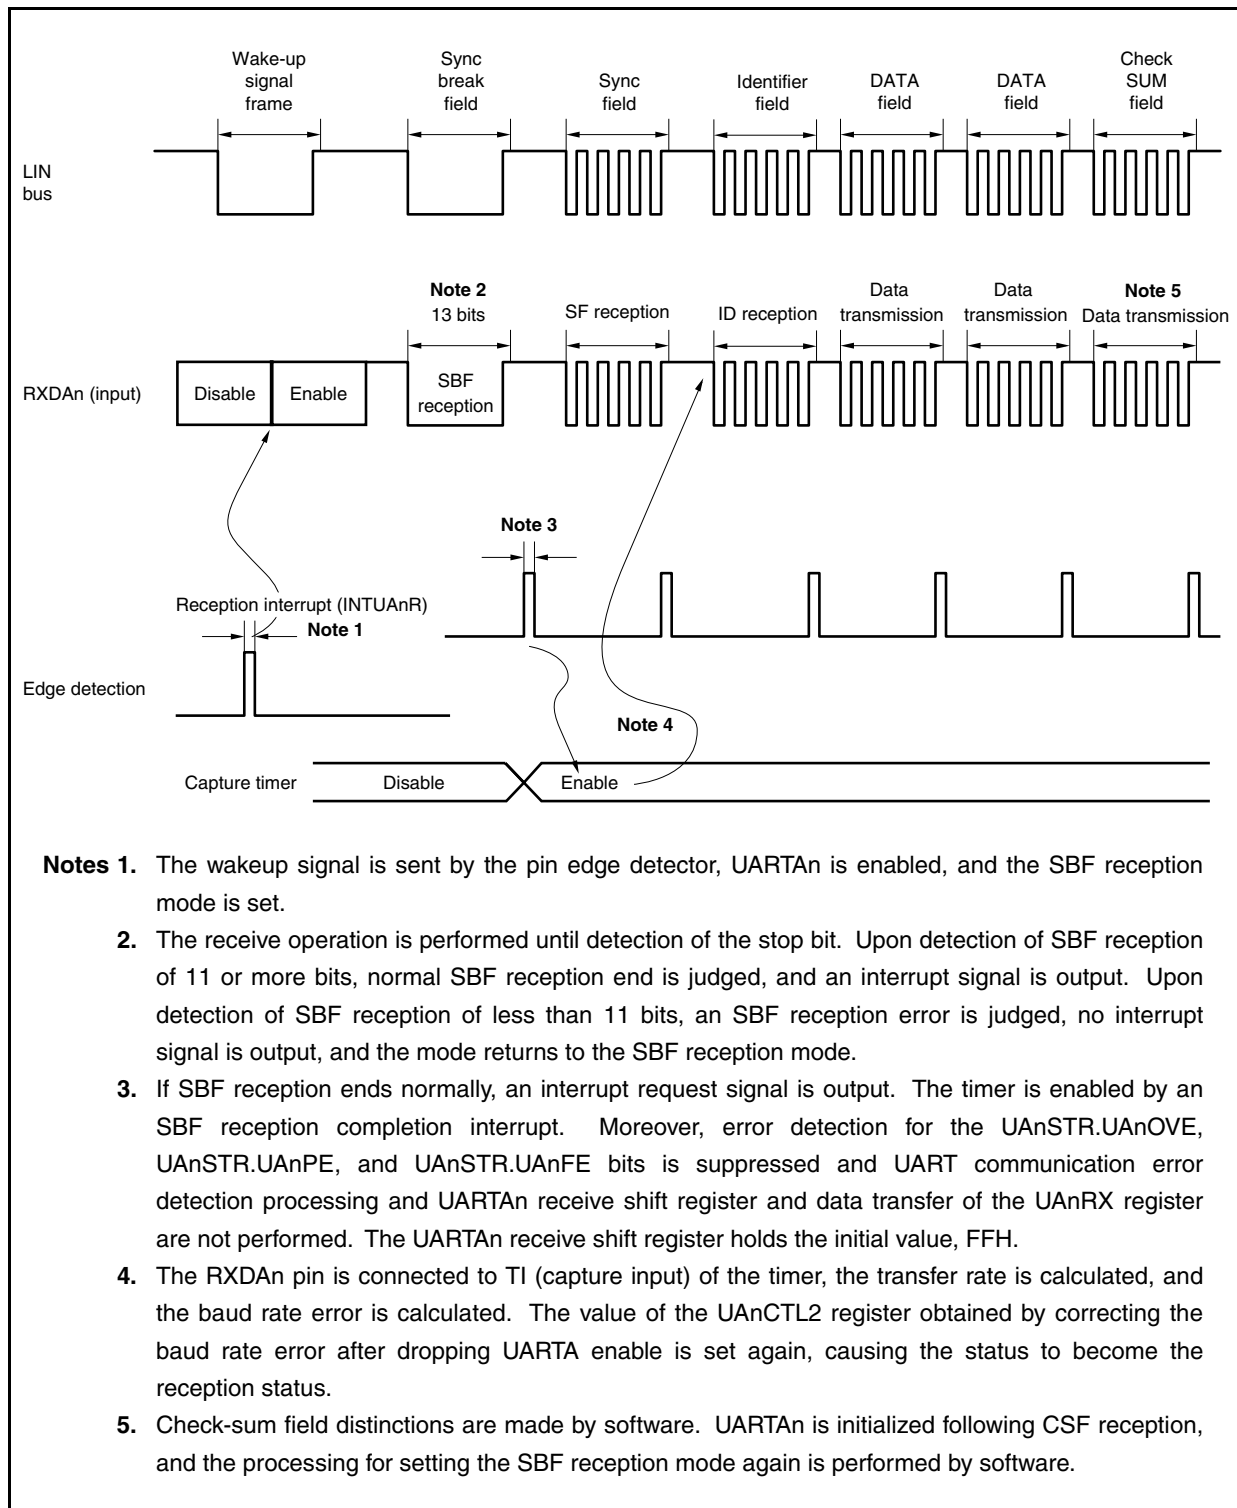 Wake-up
signal
frame
Sync
break
field
Sync
field
Identifier
field
DATA
field
DATA
field
Check
SUM
field
LIN
bus
Note 2
13 bits
SF reception
ID reception
Data
transmission
Data
transmission
Note 5
Data transmission
RXDAn (input)
Disable
Enable
SBF
reception
Note 3
Reception interrupt (INTUAnR)
Note 1
Edge detection
Note 4
Capture timer
Disable
Enable
Notes 1. The wakeup signal is sent by the pin edge detector, UARTAn is enabled, and the SBF reception
mode is set.
2. The receive operation is performed until detection of the stop bit. Upon detection of SBF reception
of 11 or more bits, normal SBF reception end is judged, and an interrupt signal is output. Upon
detection of SBF reception of less than 11 bits, an SBF reception error is judged, no interrupt
signal is output, and the mode returns to the SBF reception mode.
3. If SBF reception ends normally, an interrupt request signal is output. The timer is enabled by an
SBF reception completion interrupt. Moreover, error detection for the UAnSTR.UAnOVE,
UAnSTR.UAnPE, and UAnSTR.UAnFE bits is suppressed and UART communication error
detection processing and UARTAn receive shift register and data transfer of the UAnRX register
are not performed. The UARTAn receive shift register holds the initial value, FFH.
4. The RXDAn pin is connected to TI (capture input) of the timer, the transfer rate is calculated, and
the baud rate error is calculated. The value of the UAnCTL2 register obtained by correcting the
baud rate error after dropping UARTA enable is set again, causing the status to become the
reception status.
5. Check-sum field distinctions are made by software. UARTAn is initialized following CSF reception,
and the processing for setting the SBF reception mode again is performed by software.